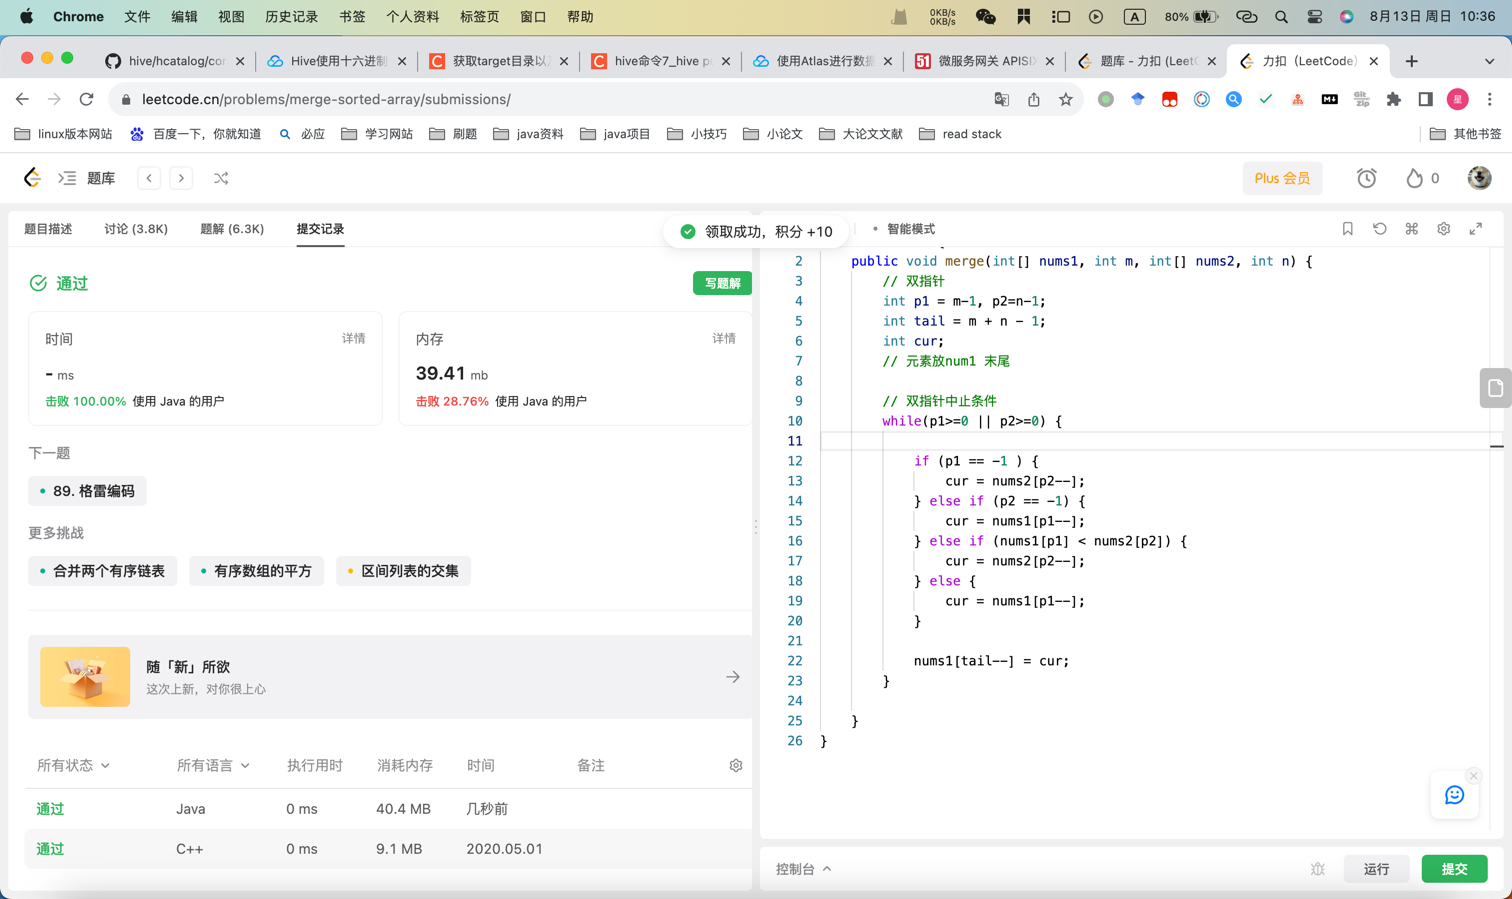 Chrome 文件 编辑 视图 历史记录 书签 个人资料 标签页 窗口 帮助 0KB/s 0KB/s A 80% 8月13日 周日 10:36
hive/hcatalog/cor Hive使用十六进制 获取target目录以 hive命令7_hive p 使用Atlas进行数据 微服务网关 APISI 题库 - 力扣 (LeetC 力扣 (LeetCode)
leetcode.cn/problems/merge-sorted-array/submissions/
linux版本网站 百度一下，你就知道 必应 学习网站 刷题 java资料 java项目 小技巧 小论文 大论文文献 read stack 其他书签
题库 Plus 会员 0
题目描述 讨论 (3.8K) 题解 (6.3K) 提交记录
领取成功，积分 +10
智能模式
通过
写题解
时间 详情
- ms
击败 100.00% 使用 Java 的用户
内存 详情
39.41 mb
击败 28.76% 使用 Java 的用户
下一题
89. 格雷编码
更多挑战
合并两个有序链表 有序数组的平方 区间列表的交集
随「新」所欲
这次上新，对你很上心
所有状态 所有语言 执行用时 消耗内存 时间 备注
通过 Java 0 ms 40.4 MB 几秒前
通过 C++ 0 ms 9.1 MB 2020.05.01
2 public void merge(int[] nums1, int m, int[] nums2, int n) {
3 // 双指针
4 int p1 = m-1, p2=n-1;
5 int tail = m + n - 1;
6 int cur;
7 // 元素放num1 末尾
8
9 // 双指针中止条件
10 while(p1>=0 || p2>=0) {
11
12 if (p1 == -1 ) {
13 cur = nums2[p2--];
14 } else if (p2 == -1) {
15 cur = nums1[p1--];
16 } else if (nums1[p1] < nums2[p2]) {
17 cur = nums2[p2--];
18 } else {
19 cur = nums1[p1--];
20 }
21
22 nums1[tail--] = cur;
23 }
24
25 }
26 }
控制台 运行 提交